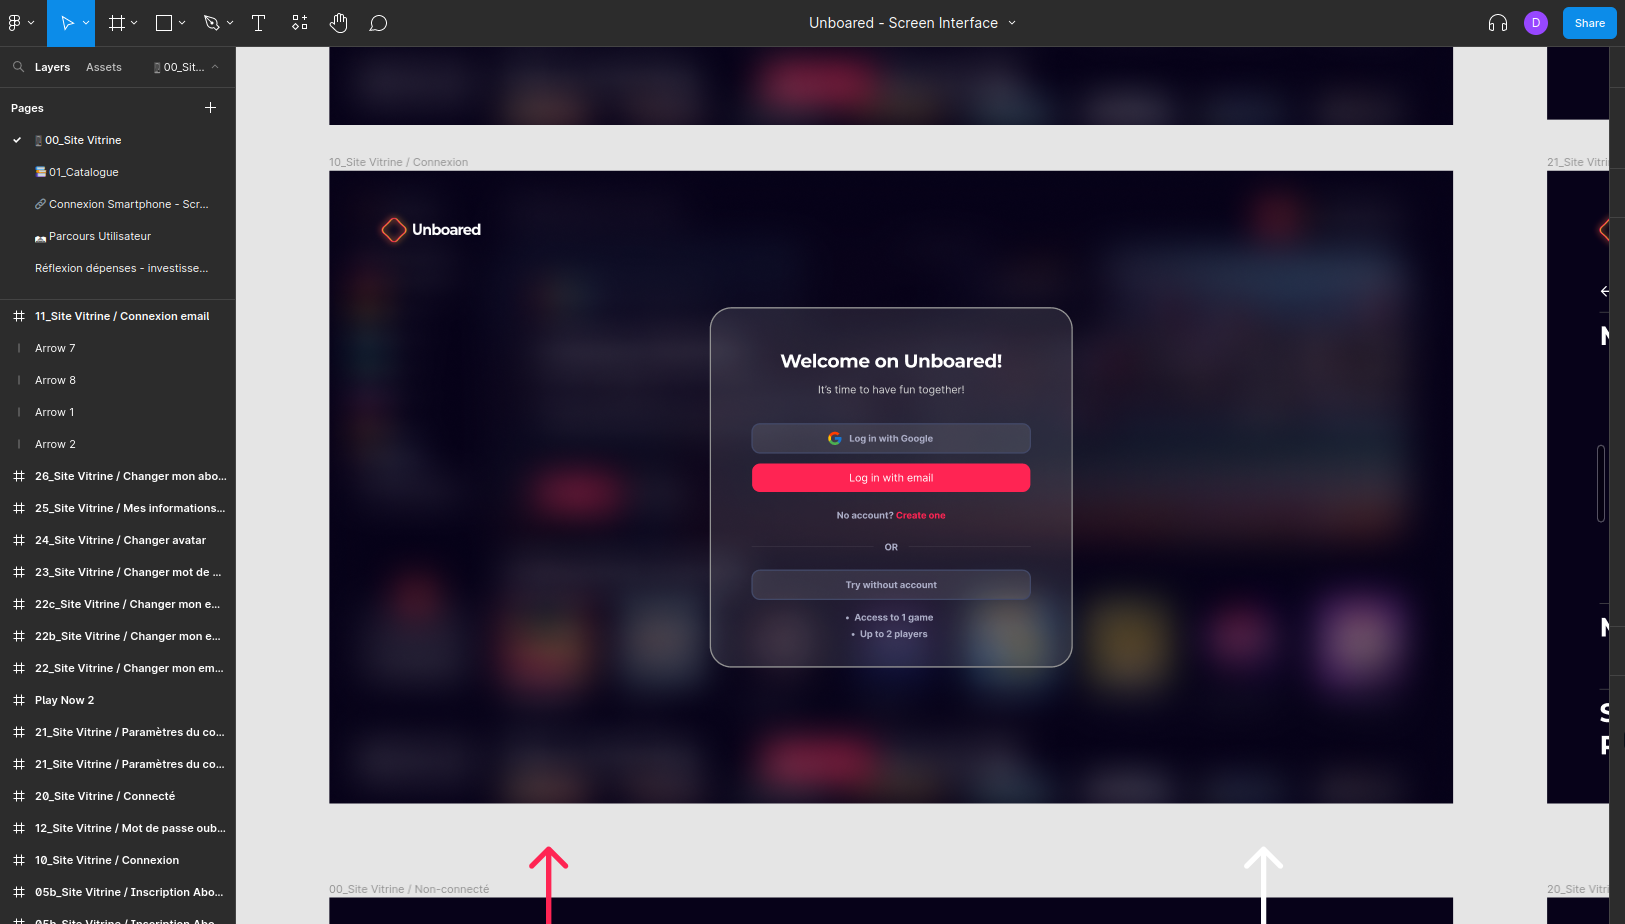 Unboared - Screen Interface
D
Share
Layers
Assets
00_Sit...
Pages
00_Site Vitrine
01_Catalogue
Connexion Smartphone - Scr...
Parcours Utilisateur
Réflexion dépenses - investisse...
11_Site Vitrine / Connexion email
Arrow 7
Arrow 8
Arrow 1
Arrow 2
26_Site Vitrine / Changer mon abo...
25_Site Vitrine / Mes informations...
24_Site Vitrine / Changer avatar
23_Site Vitrine / Changer mot de ...
22c_Site Vitrine / Changer mon e...
22b_Site Vitrine / Changer mon e...
22_Site Vitrine / Changer mon em...
Play Now 2
21_Site Vitrine / Paramètres du co...
21_Site Vitrine / Paramètres du co...
20_Site Vitrine / Connecté
12_Site Vitrine / Mot de passe oub...
10_Site Vitrine / Connexion
05b_Site Vitrine / Inscription Abo...
05b_Site Vitrine / Inscription Abo...
10_Site Vitrine / Connexion
Unboared
Welcome on Unboared!
It's time to have fun together!
Log in with Google
Log in with email
No account? Create one
OR
Try without account
• Access to 1 game
• Up to 2 players
00_Site Vitrine / Non-connecté
21_Site Vitri
20_Site Vitri